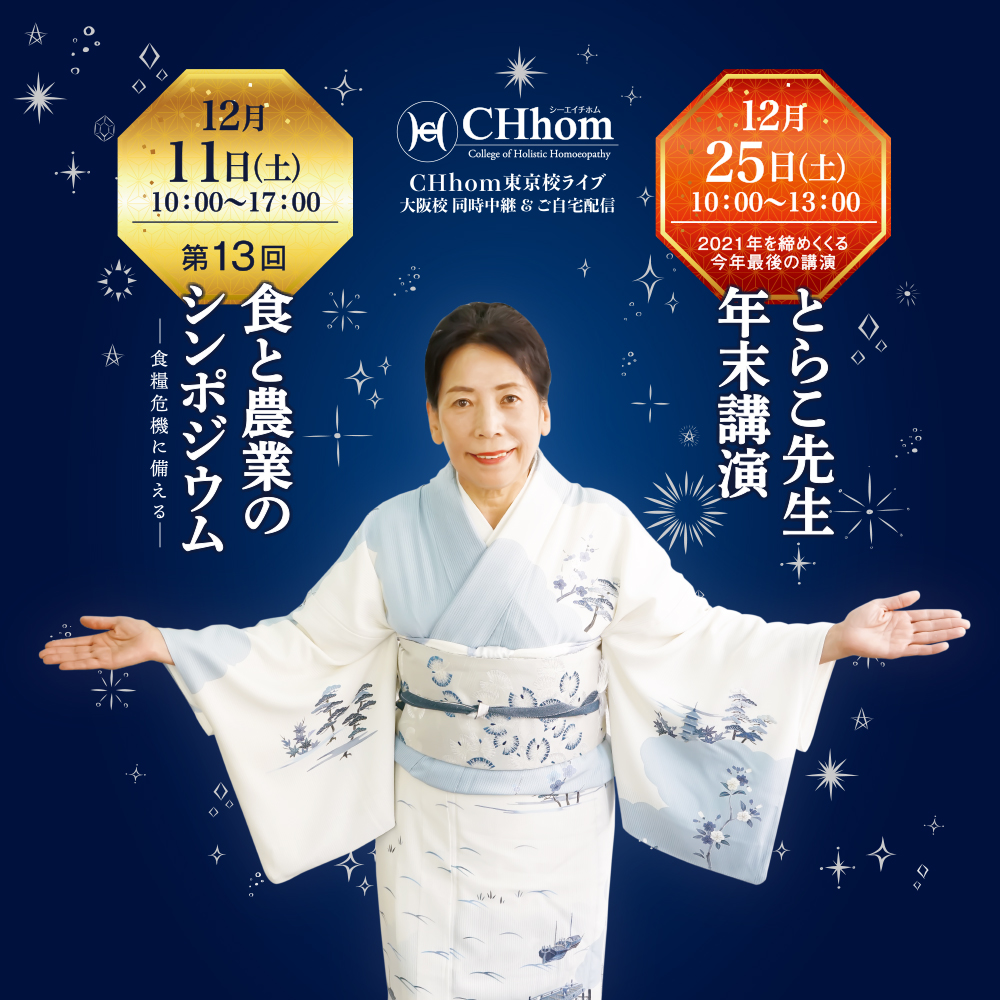 12月
11日(土)
10：00〜17：00
第13回
食と農業の
シンポジウム
―食糧危機に備える―
シーエイチホム
CHhom
College of Holistic Homoeopathy
CHhom東京校ライブ
大阪校 同時中継 & ご自宅配信
12月
25日(土)
10：00〜13：00
2021年を締めくくる
今年最後の講演
とらこ先生
年末講演